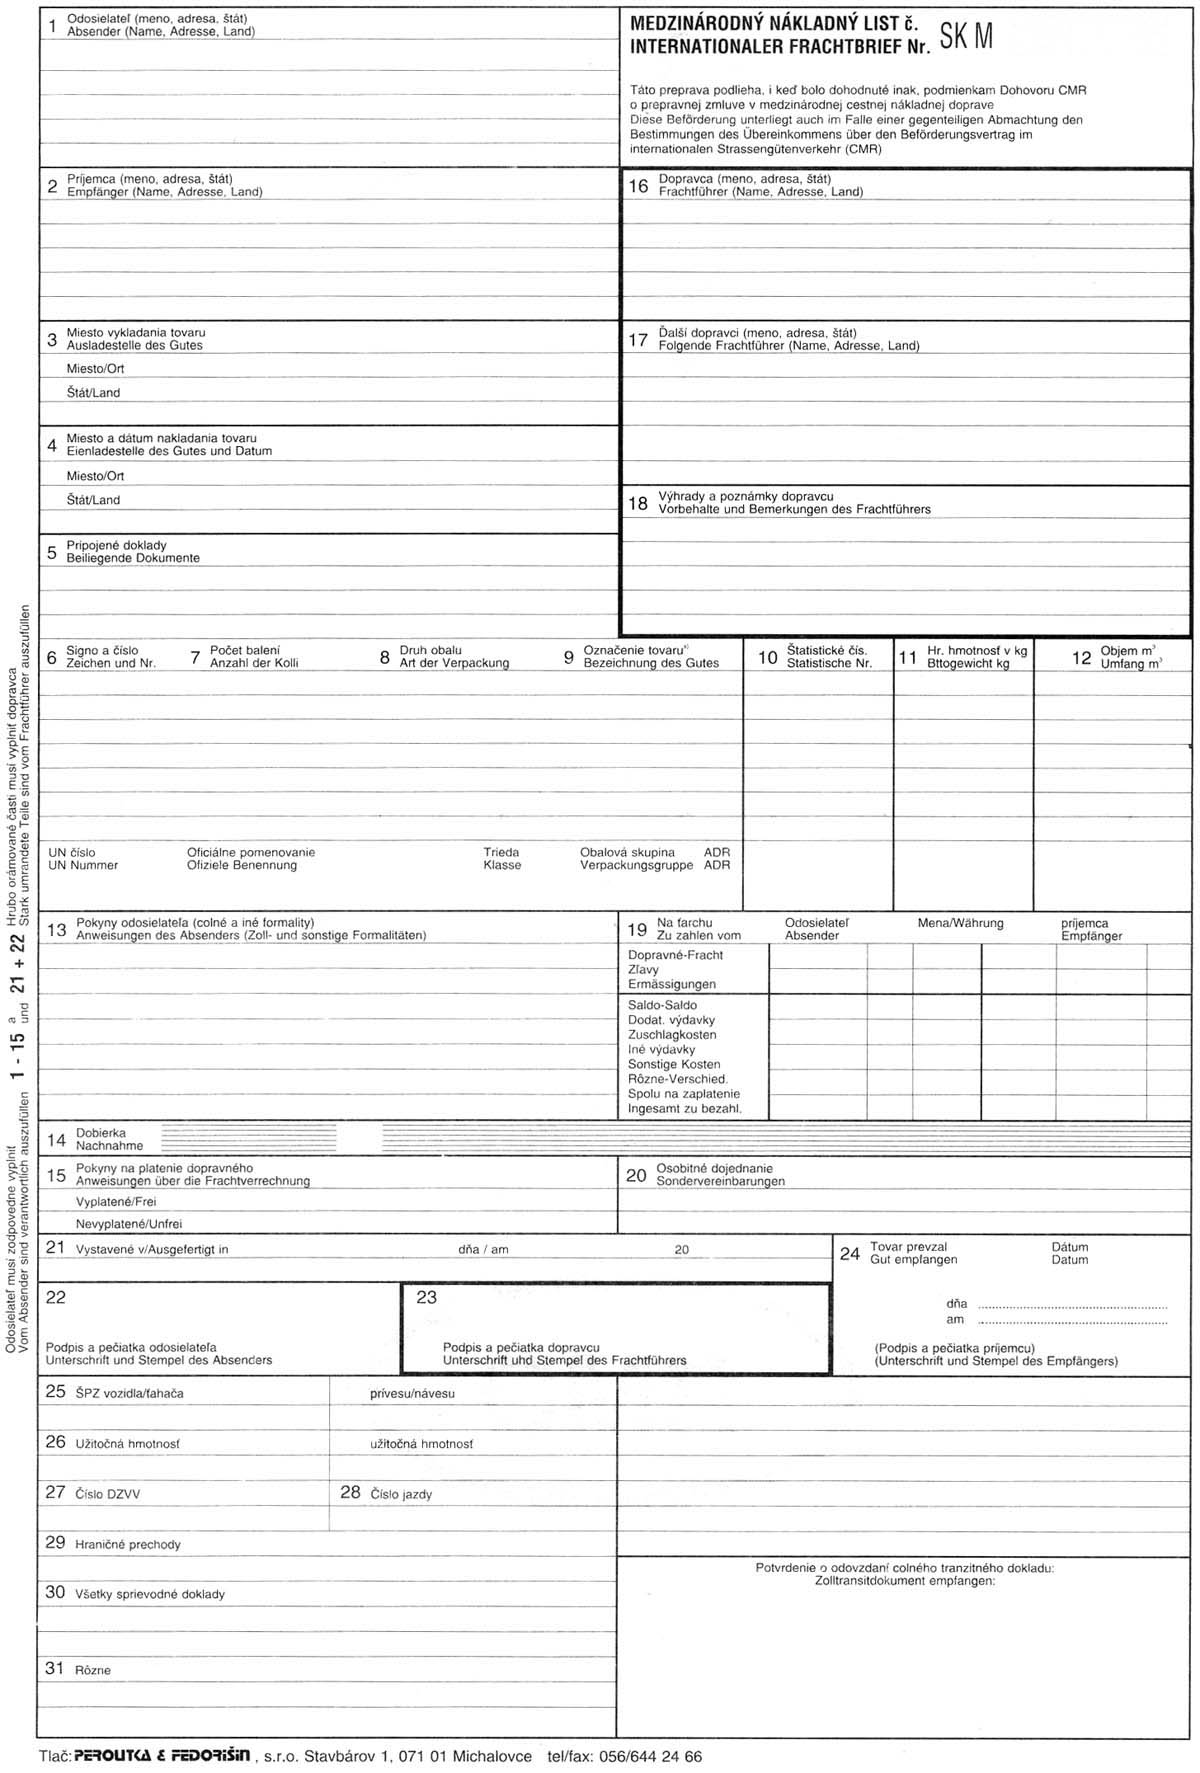 1 Odosielateľ (meno, adresa, štát)
Absender (Name, Adresse, Land)
MEDZINÁRODNÝ NÁKLADNÝ LIST č.
INTERNATIONALER FRACHTBRIEF Nr. SK M
Táto preprava podlieha, i keď bolo dohodnuté inak, podmienkam Dohovoru CMR
o prepravnej zmluve v medzinárodnej cestnej nákladnej doprave
Diese Beförderung unterliegt auch im Falle einer gegenteiligen Abmachtung den
Bestimmungen des Übereinkommens über den Beförderungsvertrag im
internationalen Strassengütenverkehr (CMR)
2 Príjemca (meno, adresa, štát)
Empfänger (Name, Adresse, Land)
16 Dopravca (meno, adresa, štát)
Frachtführer (Name, Adresse, Land)
3 Miesto vykladania tovaru
Ausladestelle des Gutes
Miesto/Ort
Štát/Land
17 Ďalší dopravci (meno, adresa, štát)
Folgende Frachtführer (Name, Adresse, Land)
4 Miesto a dátum nakladania tovaru
Eienladestelle des Gutes und Datum
Miesto/Ort
Štát/Land
18 Výhrady a poznámky dopravcu
Vorbehalte und Bemerkungen des Frachtführers
5 Pripojené doklady
Beiliegende Dokumente
6 Signo a číslo
Zeichen und Nr.
7 Počet balení
Anzahl der Kolli
8 Druh obalu
Art der Verpackung
9 Označenie tovaru*)
Bezeichnung des Gutes
10 Štatistické čís.
Statistische Nr.
11 Hr. hmotnosť v kg
Bttogewicht kg
12 Objem m³
Umfang m³
UN číslo Oficiálne pomenovanie Trieda Obalová skupina ADR
UN Nummer Ofiziele Benennung Klasse Verpackungsgruppe ADR
13 Pokyny odosielateľa (colné a iné formality)
Anweisungen des Absenders (Zoll- und sonstige Formalitäten)
19 Na ťarchu Odosielateľ Mena/Währung príjemca
Zu zahlen vom Absender Empfänger
Dopravné-Fracht
Zľavy
Ermässigungen
Saldo-Saldo
Dodat. výdavky
Zuschlagkosten
Iné výdavky
Sonstige Kosten
Rôzne-Verschied.
Spolu na zaplatenie
Ingesamt zu bezahl.
14 Dobierka
Nachnahme
15 Pokyny na platenie dopravného
Anweisungen über die Frachtverrechnung
Vyplatené/Frei
Nevyplatené/Unfrei
20 Osobitné dojednanie
Sondervereinbarungen
21 Vystavené v/Ausgefertigt in dňa / am 20
24 Tovar prevzal Dátum
Gut empfangen Datum
dňa
am
(Podpis a pečiatka príjemcu)
(Unterschrift und Stempel des Empfängers)
22
Podpis a pečiatka odosielateľa
Unterschrift und Stempel des Absenders
23
Podpis a pečiatka dopravcu
Unterschrift uhd Stempel des Frachtführers
25 ŠPZ vozidla/ťahača prívesu/návesu
26 Užitočná hmotnosť užitočná hmotnosť
27 Číslo DZVV 28 Číslo jazdy
29 Hraničné prechody
30 Všetky sprievodné doklady
31 Rôzne
Potvrdenie o odovzdaní colného tranzitného dokladu:
Zolltransitdokument empfangen:
Odosielateľ musí zodpovedne vyplniť 1 - 15 a 21 + 22 Hrubo orámované časti musí vyplniť dopravca
Vom Absender sind verantwortlich auszufüllen und Stark umrandete Teile sind vom Frachtführer auszufüllen
Tlač: PEROUTKA & FEDORIŠIN, s.r.o. Stavbárov 1, 071 01 Michalovce tel/fax: 056/644 24 66